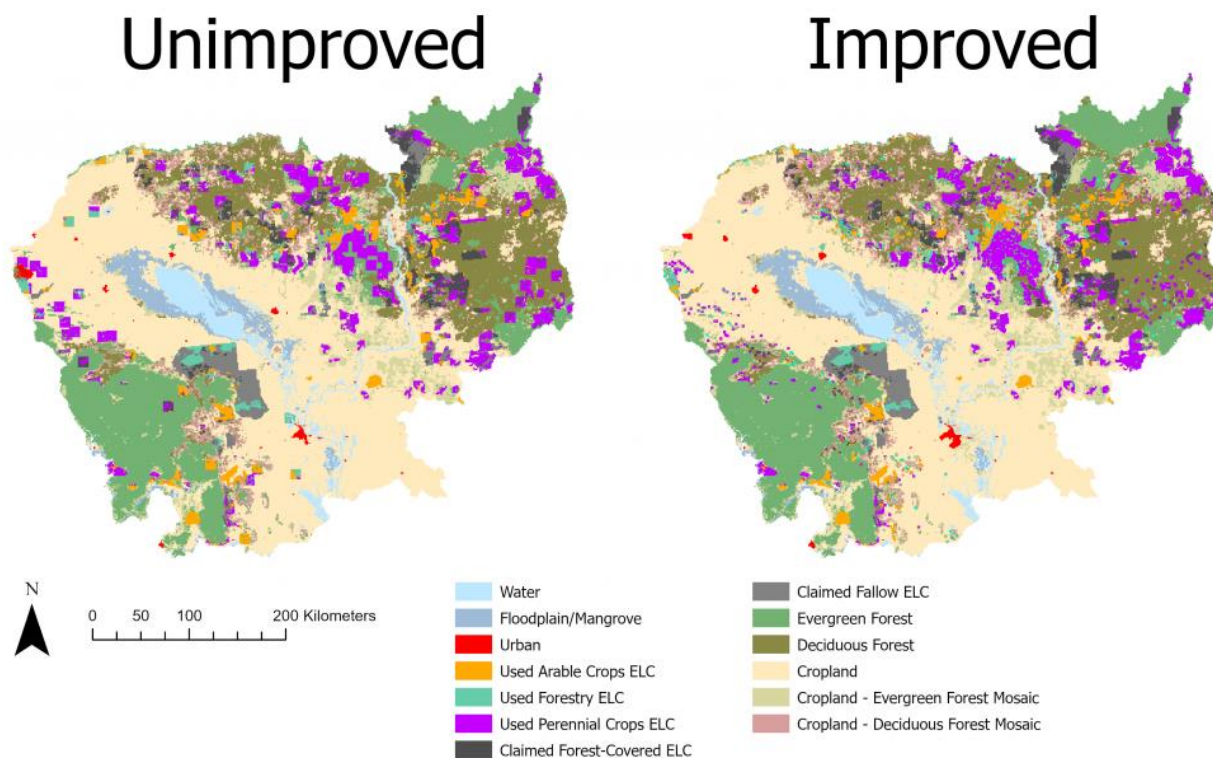 Unimproved
Improved
N
0 50 100 200 Kilometers
Water
Floodplain/Mangrove
Urban
Used Arable Crops ELC
Used Forestry ELC
Used Perennial Crops ELC
Claimed Forest-Covered ELC
Claimed Fallow ELC
Evergreen Forest
Deciduous Forest
Cropland
Cropland - Evergreen Forest Mosaic
Cropland - Deciduous Forest Mosaic